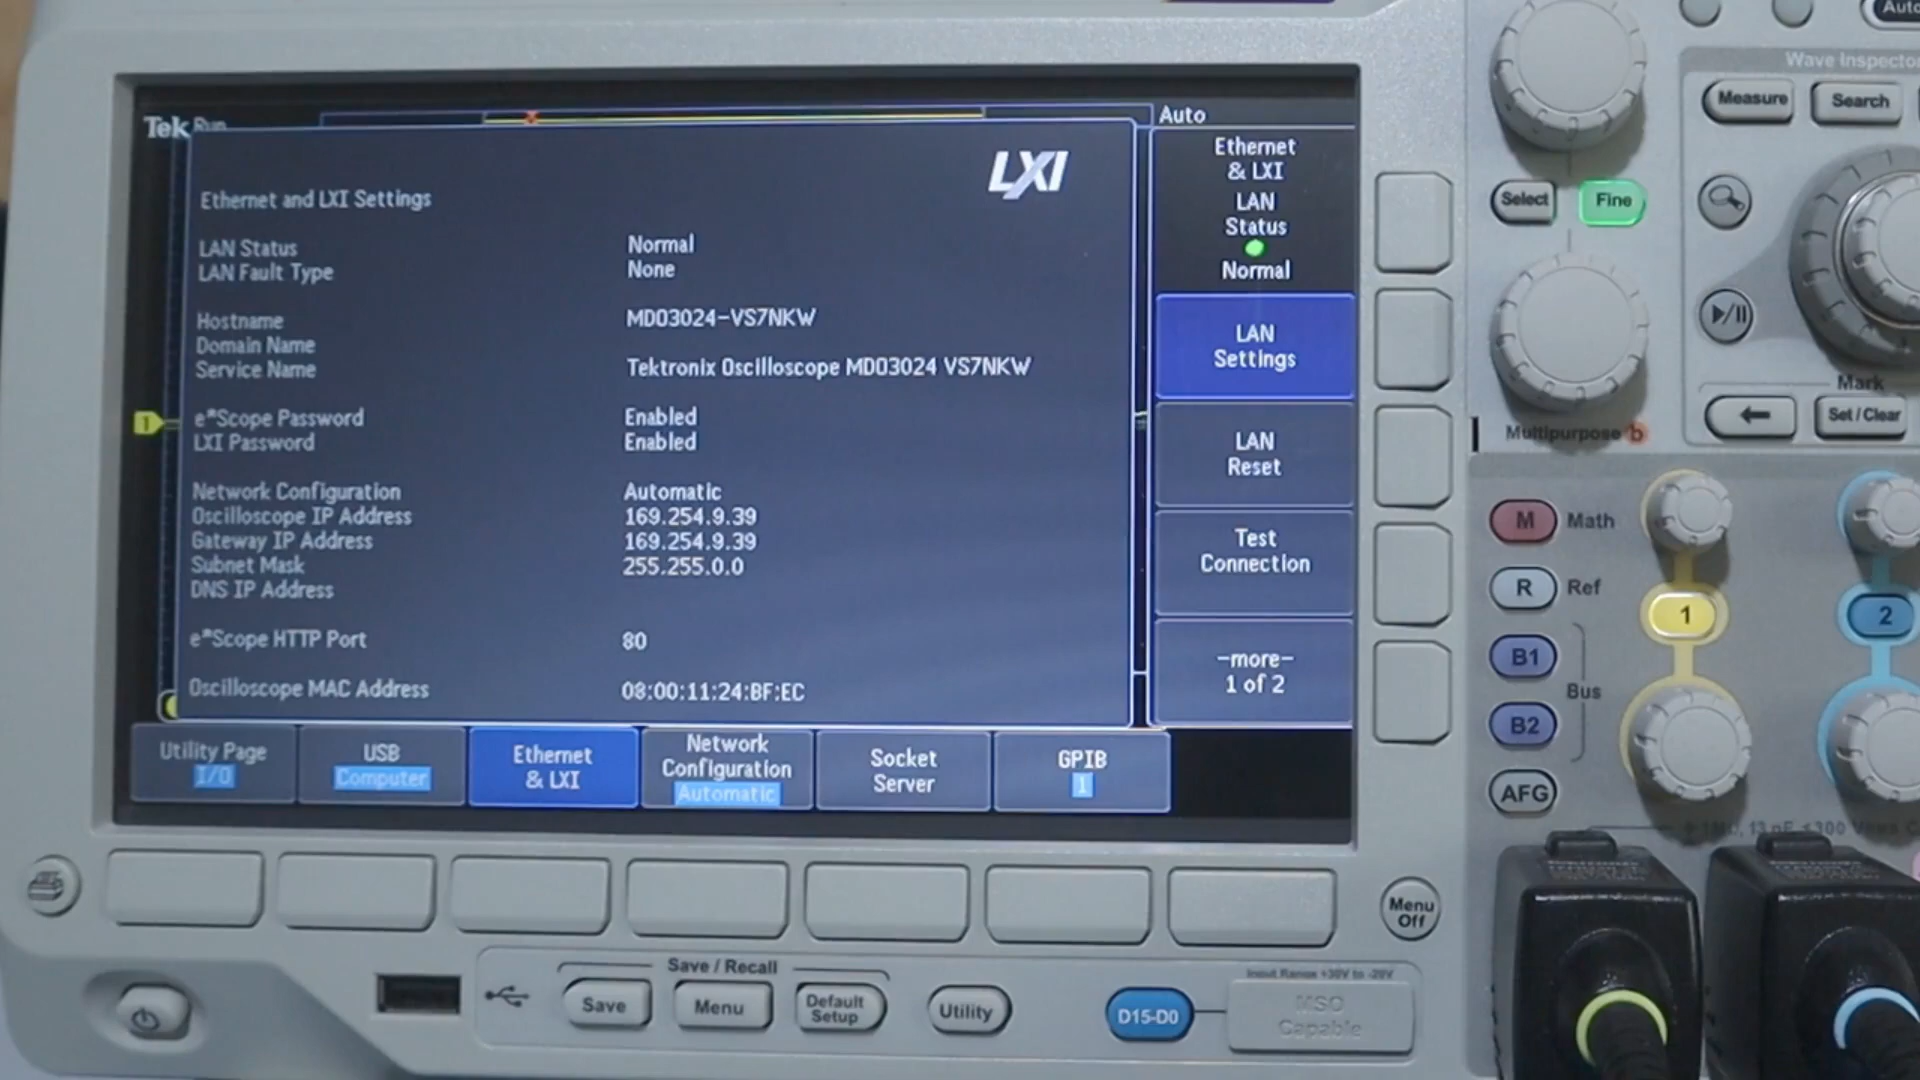 Tek Run
Auto
LXI
Ethernet and LXI Settings
LAN Status Normal
LAN Fault Type None
Hostname MDO3024-VS7NKW
Domain Name
Service Name Tektronix Oscilloscope MDO3024 VS7NKW
e*Scope Password Enabled
LXI Password Enabled
Network Configuration Automatic
Oscilloscope IP Address 169.254.9.39
Gateway IP Address 169.254.9.39
Subnet Mask 255.255.0.0
DNS IP Address
e*Scope HTTP Port 80
Oscilloscope MAC Address 08:00:11:24:BF:EC
1
Ethernet
& LXI
LAN
Status
Normal
LAN
Settings
LAN
Reset
Test
Connection
-more-
1 of 2
Utility Page
I/O
USB
Computer
Ethernet
& LXI
Network
Configuration
Automatic
Socket
Server
GPIB
1
Auto
Wave Inspector
Measure
Search
Select
Fine
Mark
Set / Clear
Multipurpose b
M Math
R Ref
B1
Bus
B2
AFG
1
2
Menu
Off
Save / Recall
Save
Menu
Default
Setup
Utility
D15-D0
Input Range +30V to -20V
MSO
Capable